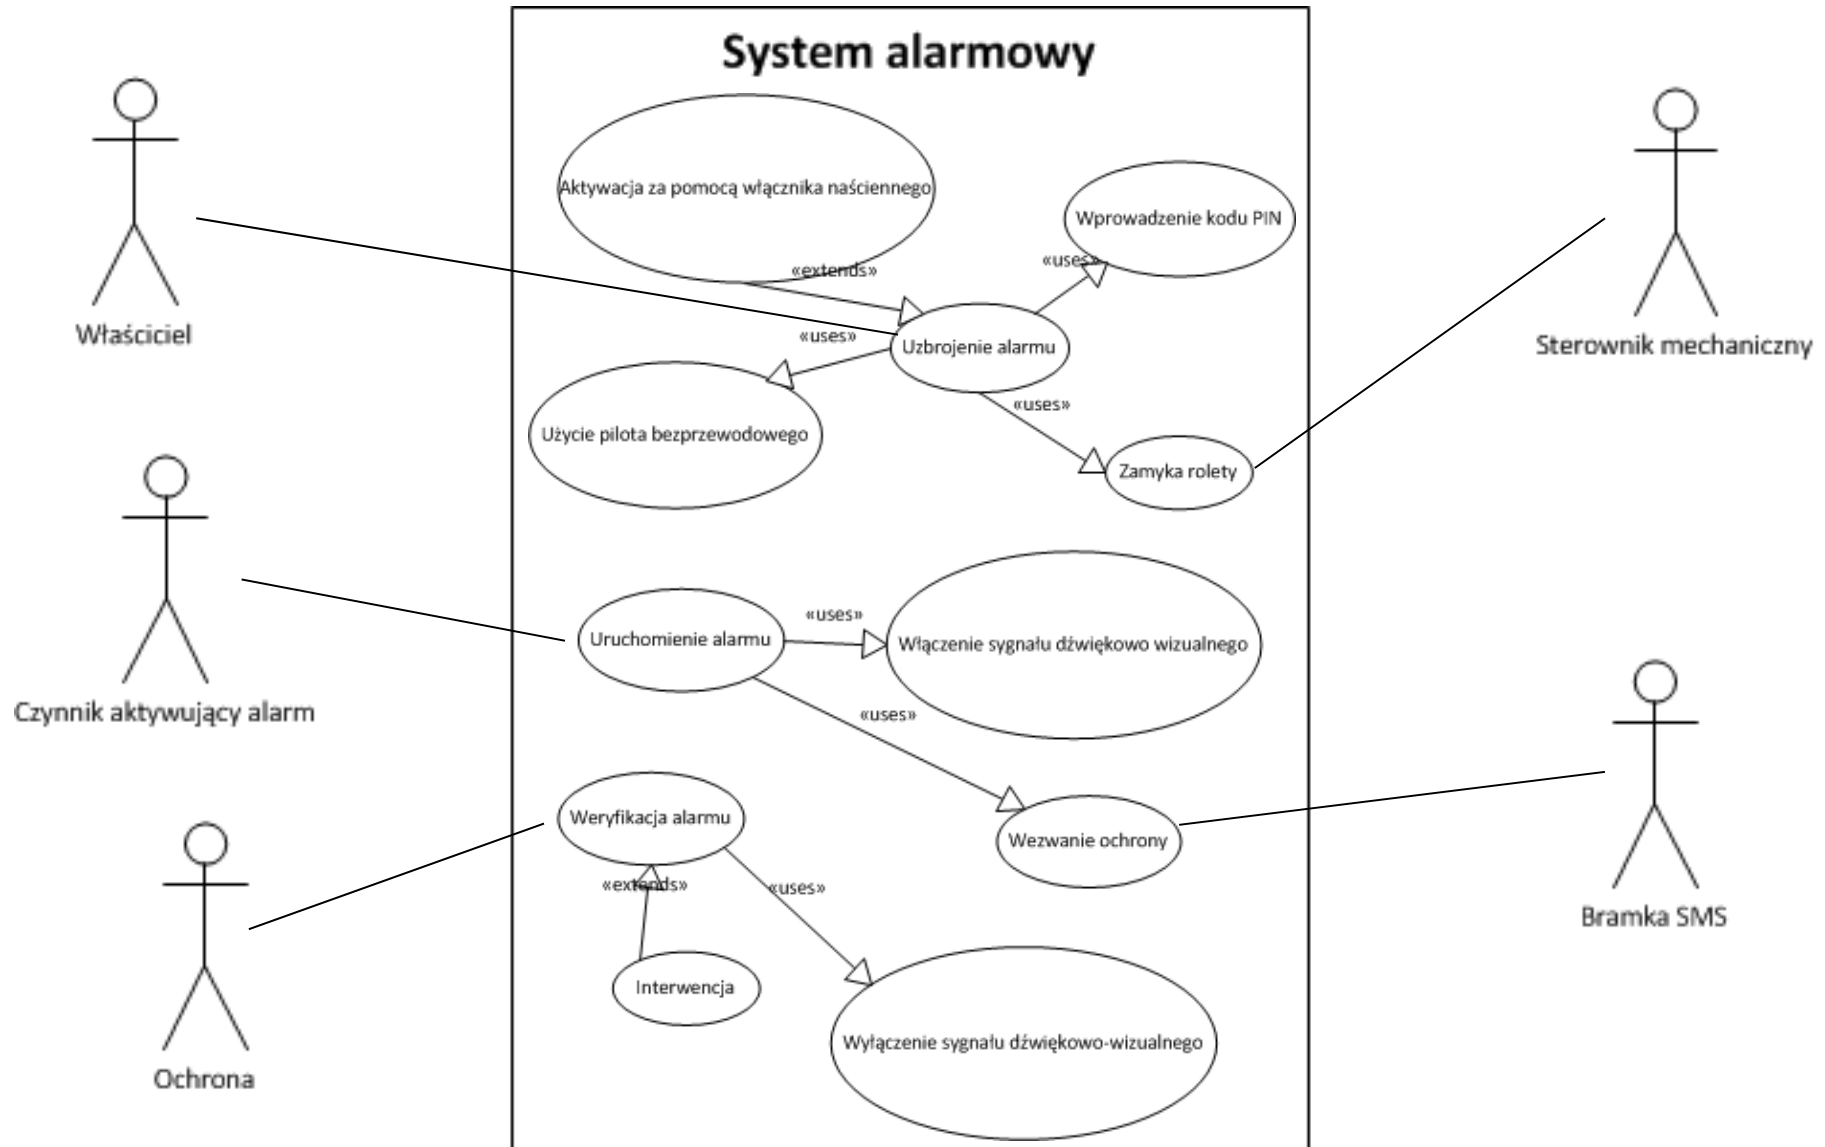 System alarmowy
Aktywacja za pomocą włącznika naściennego
Wprowadzenie kodu PIN
«extends»
«uses»
Właściciel
«uses»
Uzbrojenie alarmu
Sterownik mechaniczny
«uses»
Użycie pilota bezprzewodowego
Zamyka rolety
«uses»
Uruchomienie alarmu
Włączenie sygnału dźwiękowo wizualnego
Czynnik aktywujący alarm
«uses»
Weryfikacja alarmu
Wezwanie ochrony
«extends»
«uses»
Bramka SMS
Interwencja
Wyłączenie sygnału dźwiękowo-wizualnego
Ochrona